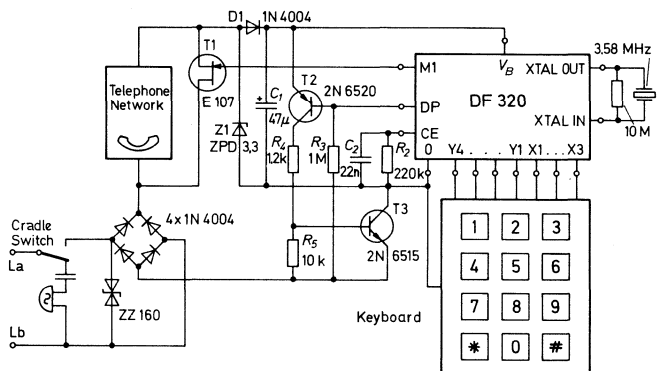 D1 1N 4004
T1
Telephone
Network
E 107
Z1
ZPD 3,3
C1
+
47µ
T2
2N 6520
R4
1,2k
R3
1M
C2
22n
R2
220k
R5
10 k
T3
2N 6515
M1
DP
CE
0
VB
DF 320
XTAL OUT
XTAL IN
Y4 . . . Y1 X1 ... X3
3,58 MHz
10 M
4x1N 4004
Cradle
Switch
La
Lb
ZZ 160
Keyboard
1 2 3
4 5 6
7 8 9
* 0 #